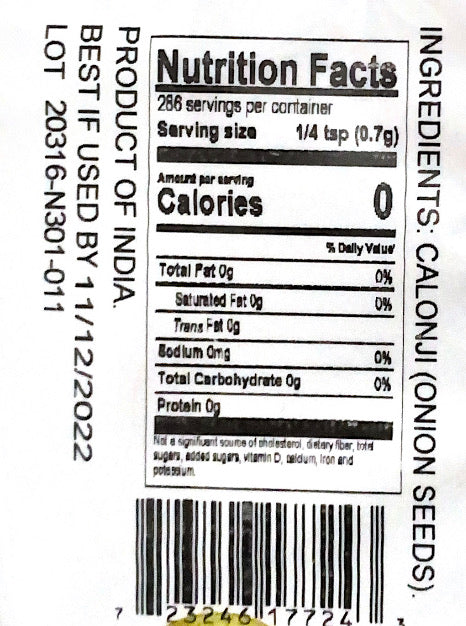 Nutrition Facts
286 servings per container
Serving size 1/4 tsp (0.7g)
Amount per serving
Calories 0
% Daily Value*
Total Fat 0g 0%
Saturated Fat 0g 0%
Trans Fat 0g
Sodium 0mg 0%
Total Carbohydrate 0g 0%
Protein 0g
Not a significant source of cholesterol, dietary fiber, total
sugars, added sugars, vitamin D, calcium, iron and
potassium.
INGREDIENTS: CALONJI (ONION SEEDS).
PRODUCT OF INDIA.
BEST IF USED BY 11/12/2022
LOT 20316-N301-011
7 23246 17724 3